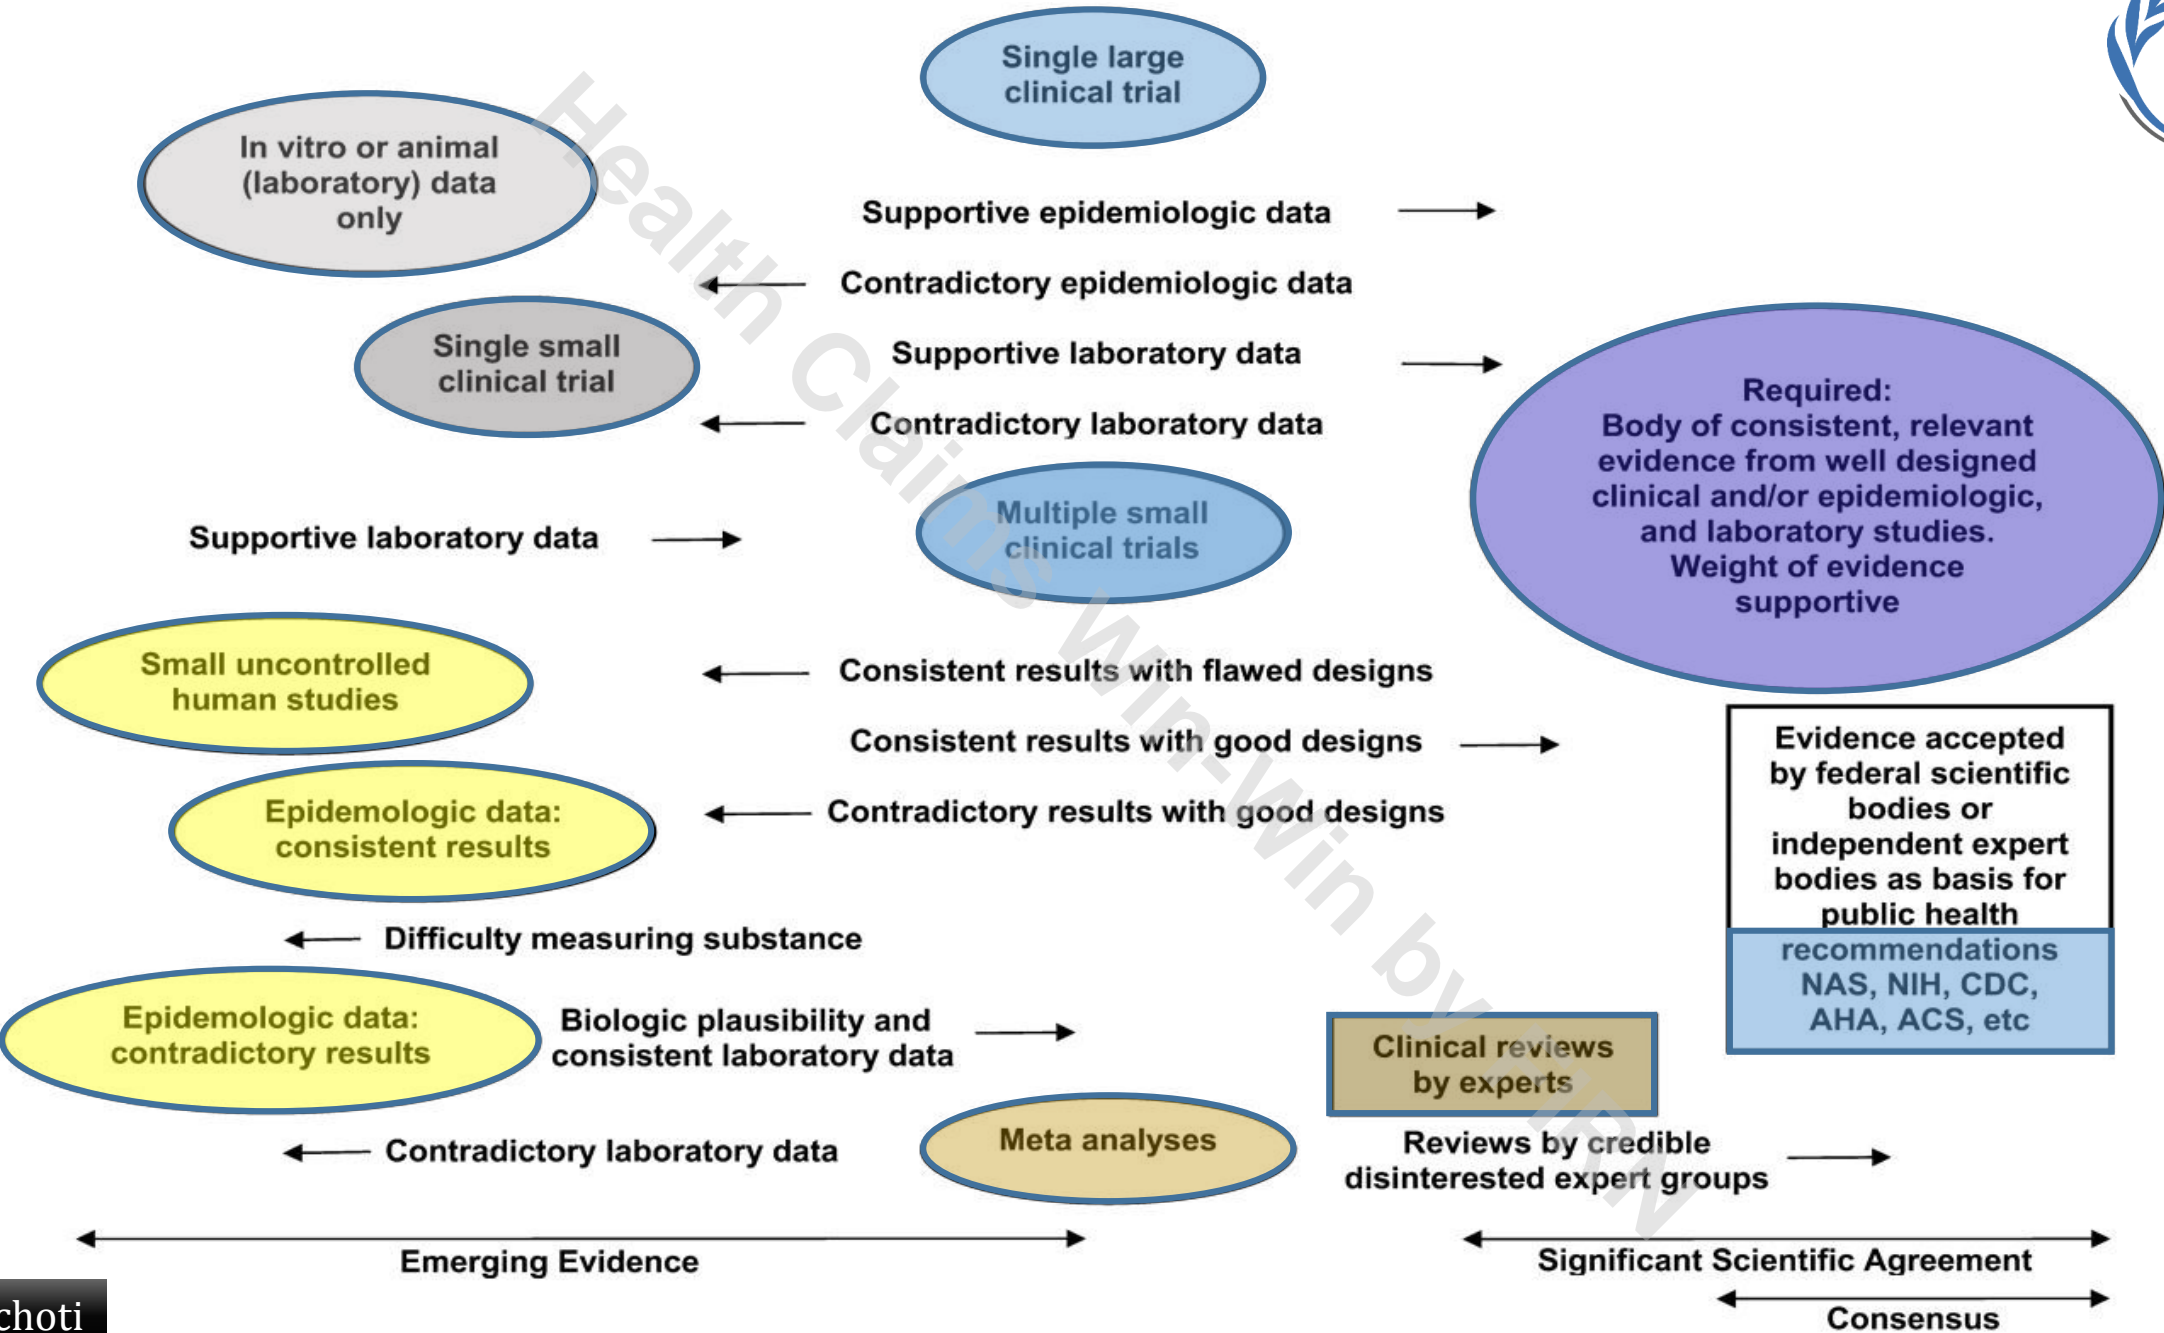 Single large
clinical trial
In vitro or animal
(laboratory) data
only
Supportive epidemiologic data
Contradictory epidemiologic data
Single small
clinical trial
Supportive laboratory data
Contradictory laboratory data
Required:
Body of consistent, relevant
evidence from well designed
clinical and/or epidemiologic,
and laboratory studies.
Weight of evidence
supportive
Supportive laboratory data
Multiple small
clinical trials
Small uncontrolled
human studies
Consistent results with flawed designs
Consistent results with good designs
Contradictory results with good designs
Epidemologic data:
consistent results
Evidence accepted
by federal scientific
bodies or
independent expert
bodies as basis for
public health
recommendations
NAS, NIH, CDC,
AHA, ACS, etc
Difficulty measuring substance
Epidemologic data:
contradictory results
Biologic plausibility and
consistent laboratory data
Clinical reviews
by experts
Contradictory laboratory data
Meta analyses
Reviews by credible
disinterested expert groups
Emerging Evidence
Significant Scientific Agreement
Consensus
choti
Health Claims Win-Win by FIRN